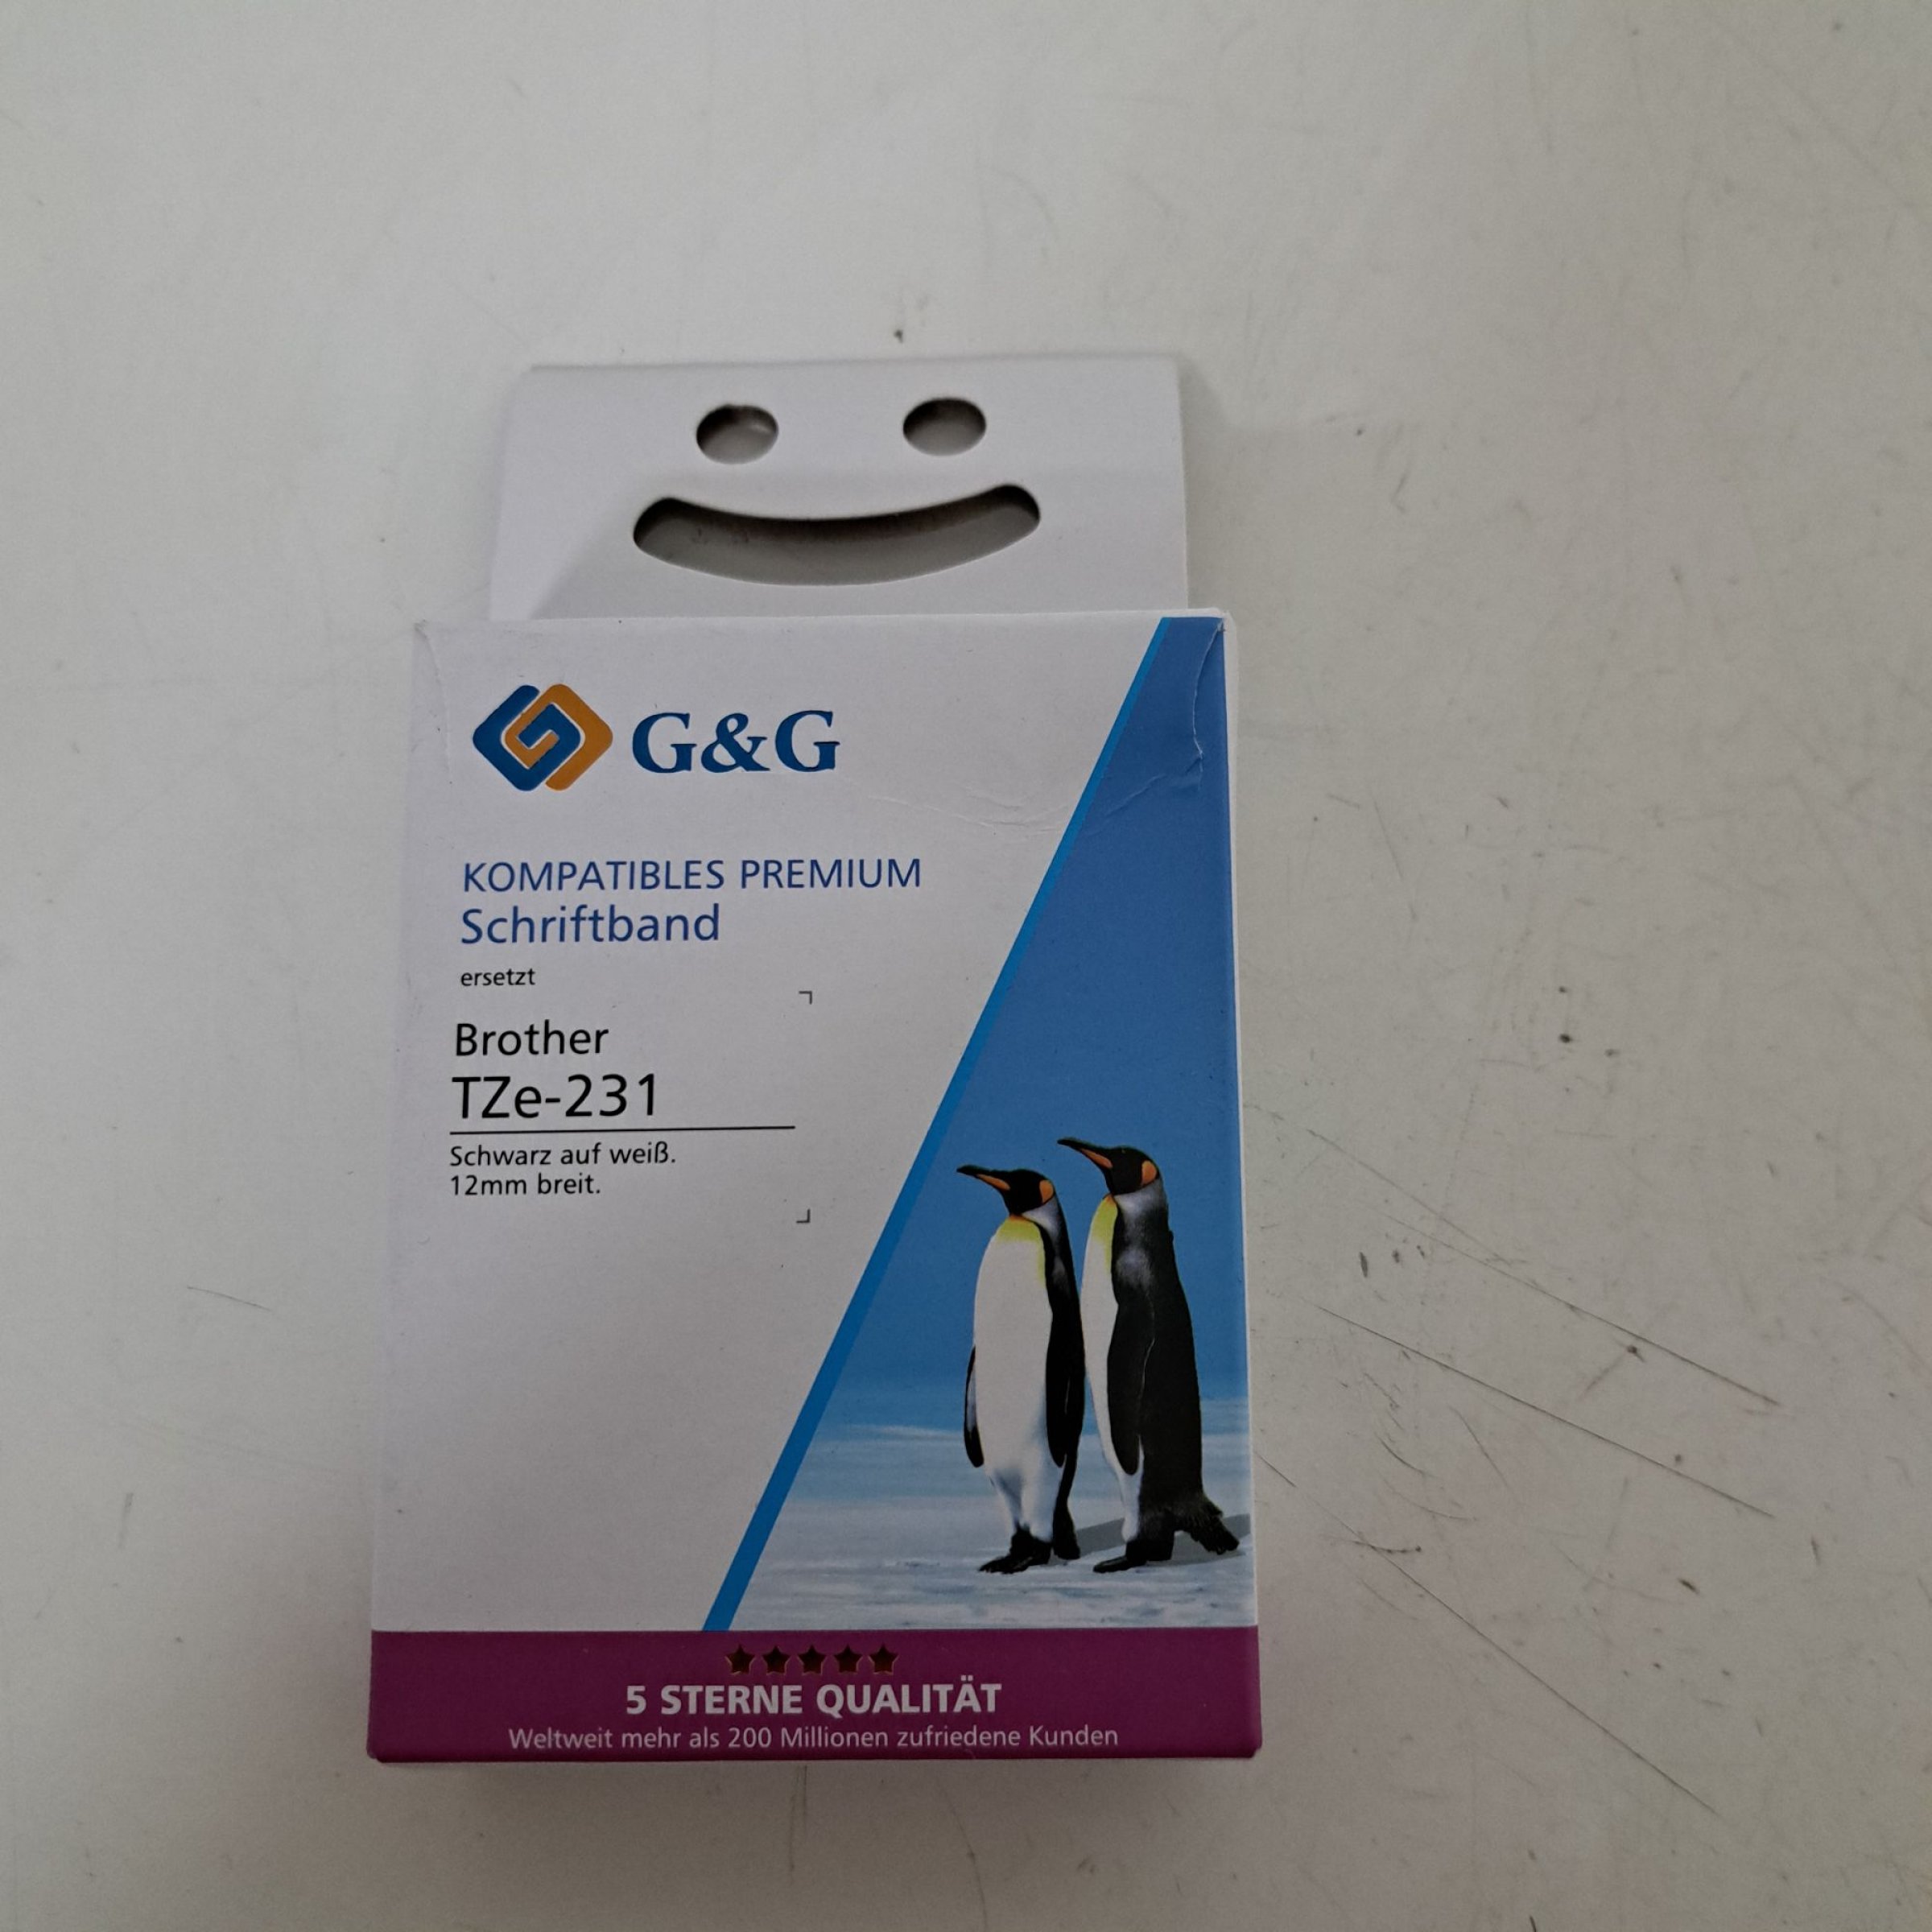 G&G
KOMPATIBLES PREMIUM
Schriftband
ersetzt
Brother
TZe-231
Schwarz auf weiß.
12mm breit.
5 STERNE QUALITÄT
Weltweit mehr als 200 Millionen zufriedene Kunden